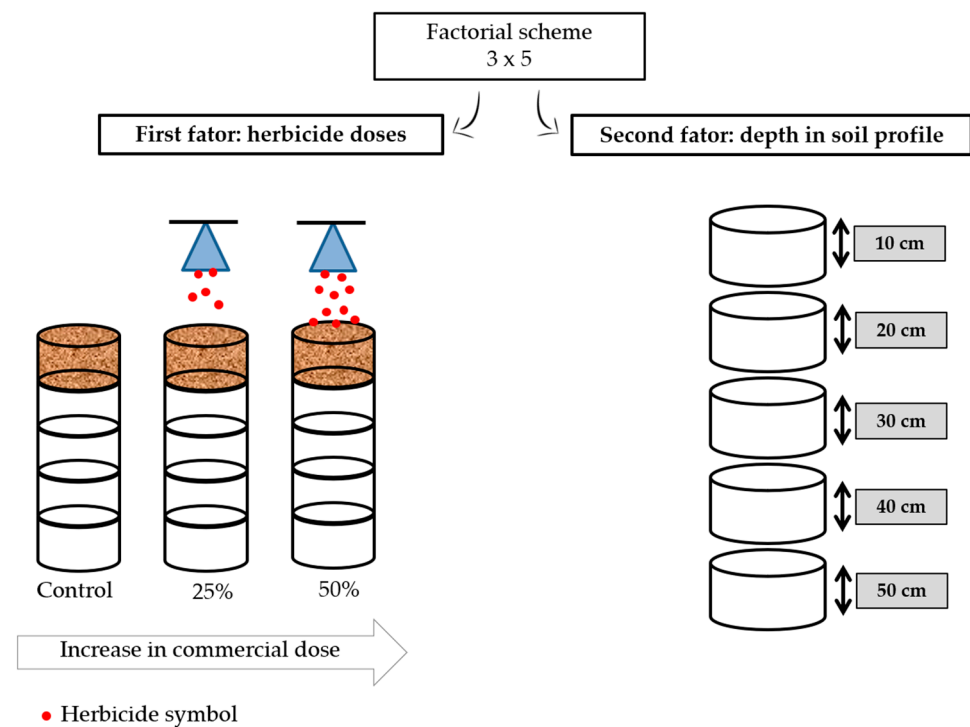 Factorial scheme
3 x 5
First fator: herbicide doses
Second fator: depth in soil profile
10 cm
20 cm
30 cm
40 cm
50 cm
Control
25%
50%
Increase in commercial dose
Herbicide symbol